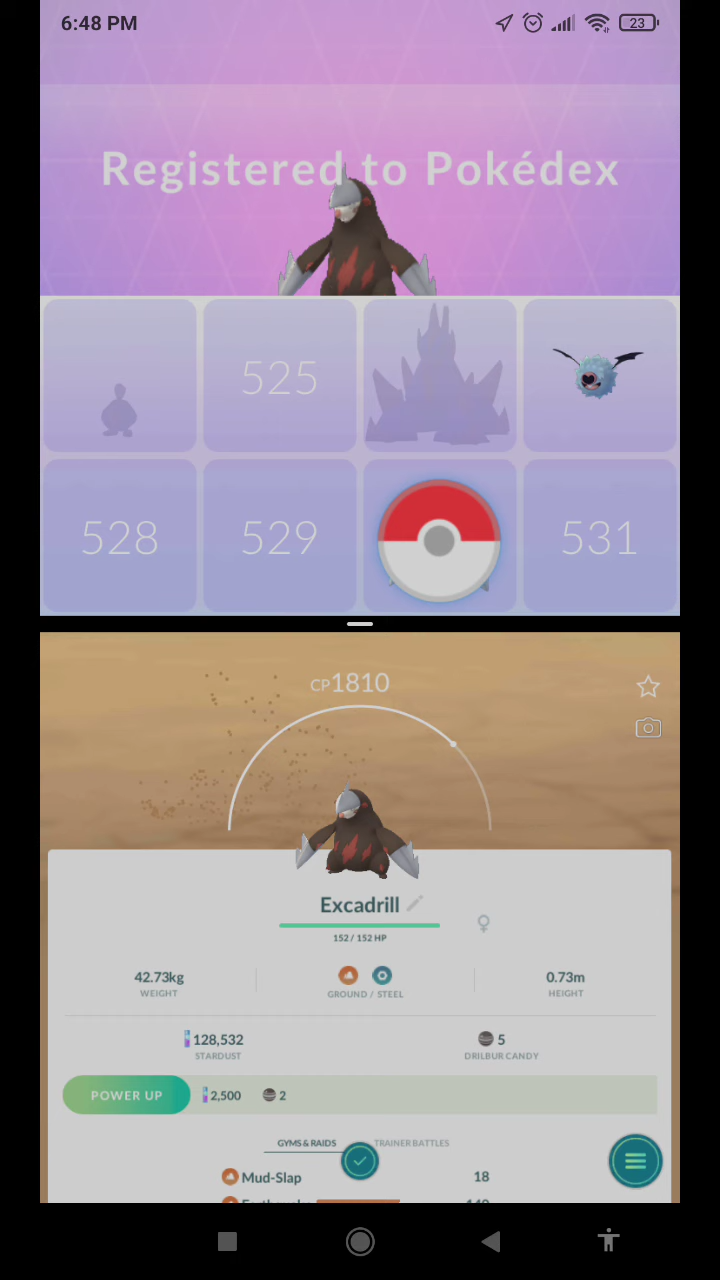 6:48 PM
23
Registered to Pokédex
525
528
529
531
CP1810
Excadrill
152 / 152 HP
42.73kg
WEIGHT
GROUND / STEEL
0.73m
HEIGHT
128,532
STARDUST
5
DRILBUR CANDY
POWER UP
2,500
2
GYMS & RAIDS
TRAINER BATTLES
Mud-Slap
18